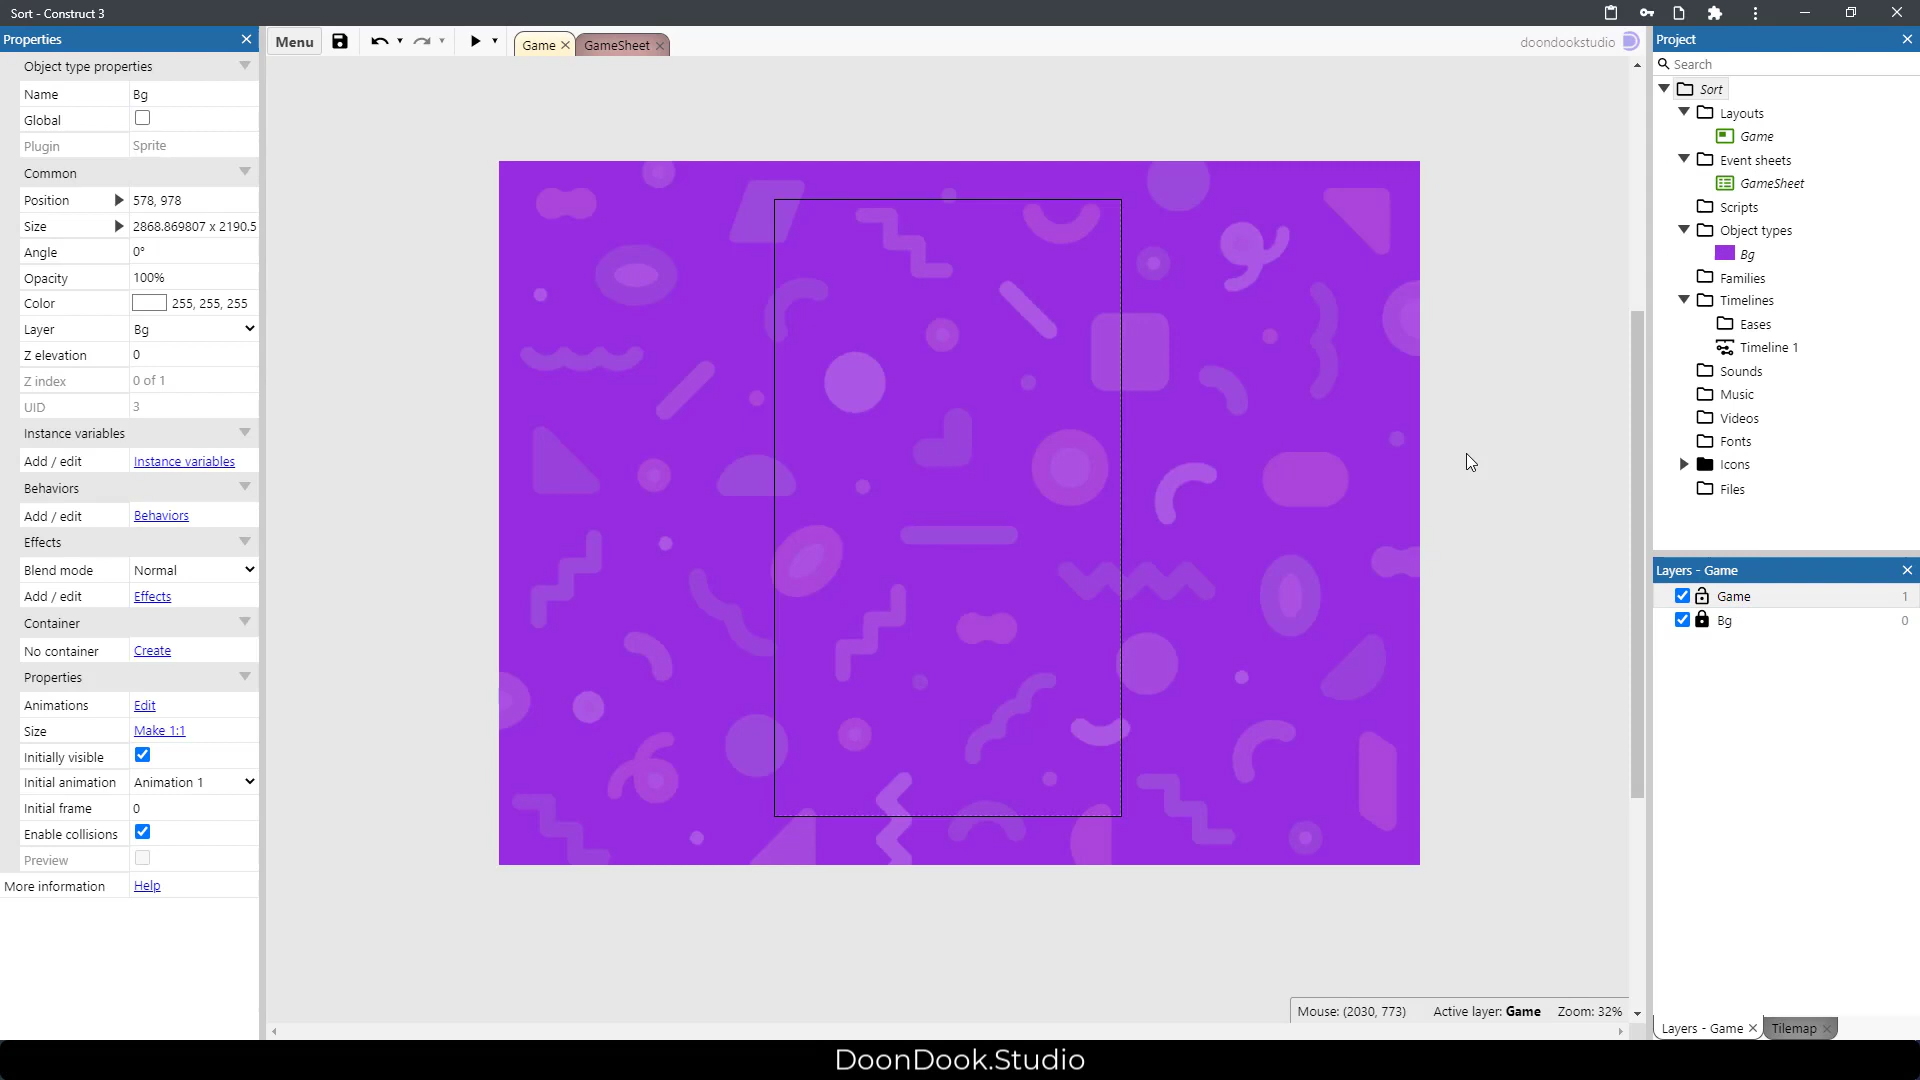 Sort - Construct 3
Properties
Menu
Game
GameSheet
doondookstudio
Project
Object type properties
Name Bg
Global
Plugin Sprite
Common
Position 578, 978
Size 2868.869807 x 2190.5
Angle 0°
Opacity 100%
Color 255, 255, 255
Layer Bg
Z elevation 0
Z index 0 of 1
UID 3
Instance variables
Add / edit Instance variables
Behaviors
Add / edit Behaviors
Effects
Blend mode Normal
Add / edit Effects
Container
No container Create
Properties
Animations Edit
Size Make 1:1
Initially visible
Initial animation Animation 1
Initial frame 0
Enable collisions
Preview
More information Help
Search
Sort
Layouts
Game
Event sheets
GameSheet
Scripts
Object types
Bg
Families
Timelines
Eases
Timeline 1
Sounds
Music
Videos
Fonts
Icons
Files
Layers - Game
Game 1
Bg 0
Mouse: (2030, 773) Active layer: Game Zoom: 32%
Layers - Game
Tilemap
DoonDook.Studio